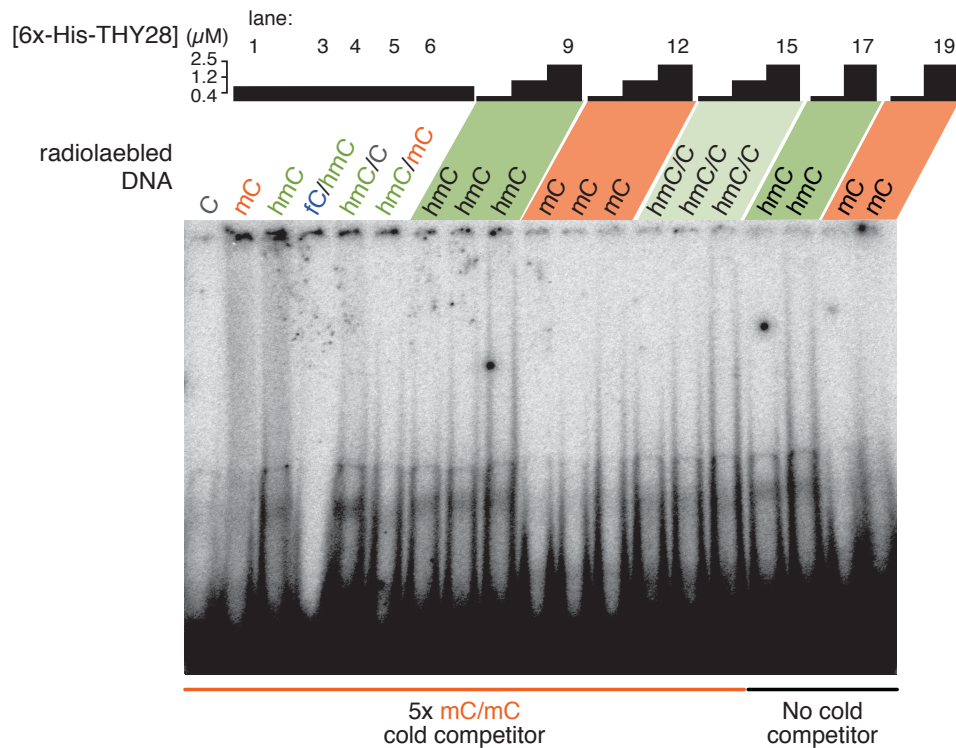 lane:
[6x-His-THY28] (µM)
1 3 4 5 6 9 12 15 17 19
2.5
1.2
0.4
radiolaebled
DNA
C mC hmC fC/hmC hmC/C hmC/mC hmC hmC hmC mC mC mC hmC/C hmC/C hmC/C hmC hmC mC mC
5x mC/mC
cold competitor
No cold
competitor